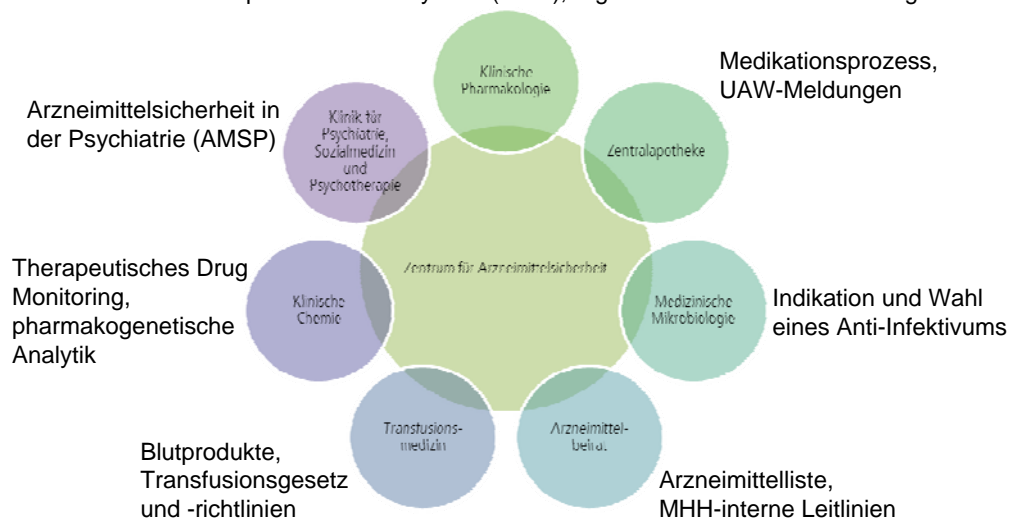 Klinische
Pharmakologie
Medikationsprozess,
UAW-Meldungen
Arzneimittelsicherheit in
der Psychiatrie (AMSP)
Klinik für
Psychiatrie,
Sozialmedizin
und
Psychotherapie
Zentralapotheke
Zentrum für Arzneimittelsicherheit
Therapeutisches Drug
Monitoring,
pharmakogenetische
Analytik
Klinische
Chemie
Medizinische
Mikrobiologie
Indikation und Wahl
eines Anti-Infektivums
Transfusions-
medizin
Arzneimittel-
beirat
Blutprodukte,
Transfusionsgesetz
und -richtlinien
Arzneimittelliste,
MHH-interne Leitlinien